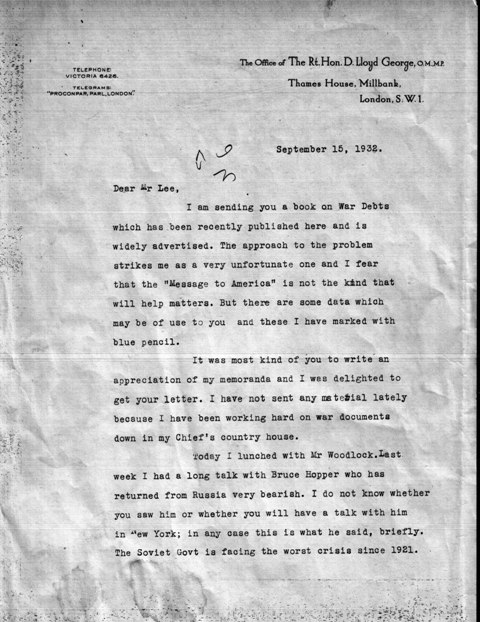 TELEPHONE:
VICTORIA 6426.
TELEGRAMS:
"PROCONPAR, PARL, LONDON."
The Office of The Rt. Hon. D. Lloyd George, O.M.,M.P.
Thames House, Millbank,
London, S.W.1.
September 15, 1932.
Dear Mr Lee,
I am sending you a book on War Debts
which has been recently published here and is
widely advertised. The approach to the problem
strikes me as a very unfortunate one and I fear
that the "Message to America" is not the kind that
will help matters. But there are some data which
may be of use to you and these I have marked with
blue pencil.
It was most kind of you to write an
appreciation of my memoranda and I was delighted to
get your letter. I have not sent any material lately
because I have been working hard on war documents
down in my Chief's country house.
Today I lunched with Mr Woodlock.Last
week I had a long talk with Bruce Hopper who has
returned from Russia very bearish. I do not know whether
you saw him or whether you will have a talk with him
in New York; in any case this is what he said, briefly.
The Soviet Govt is facing the worst crisis since 1921.